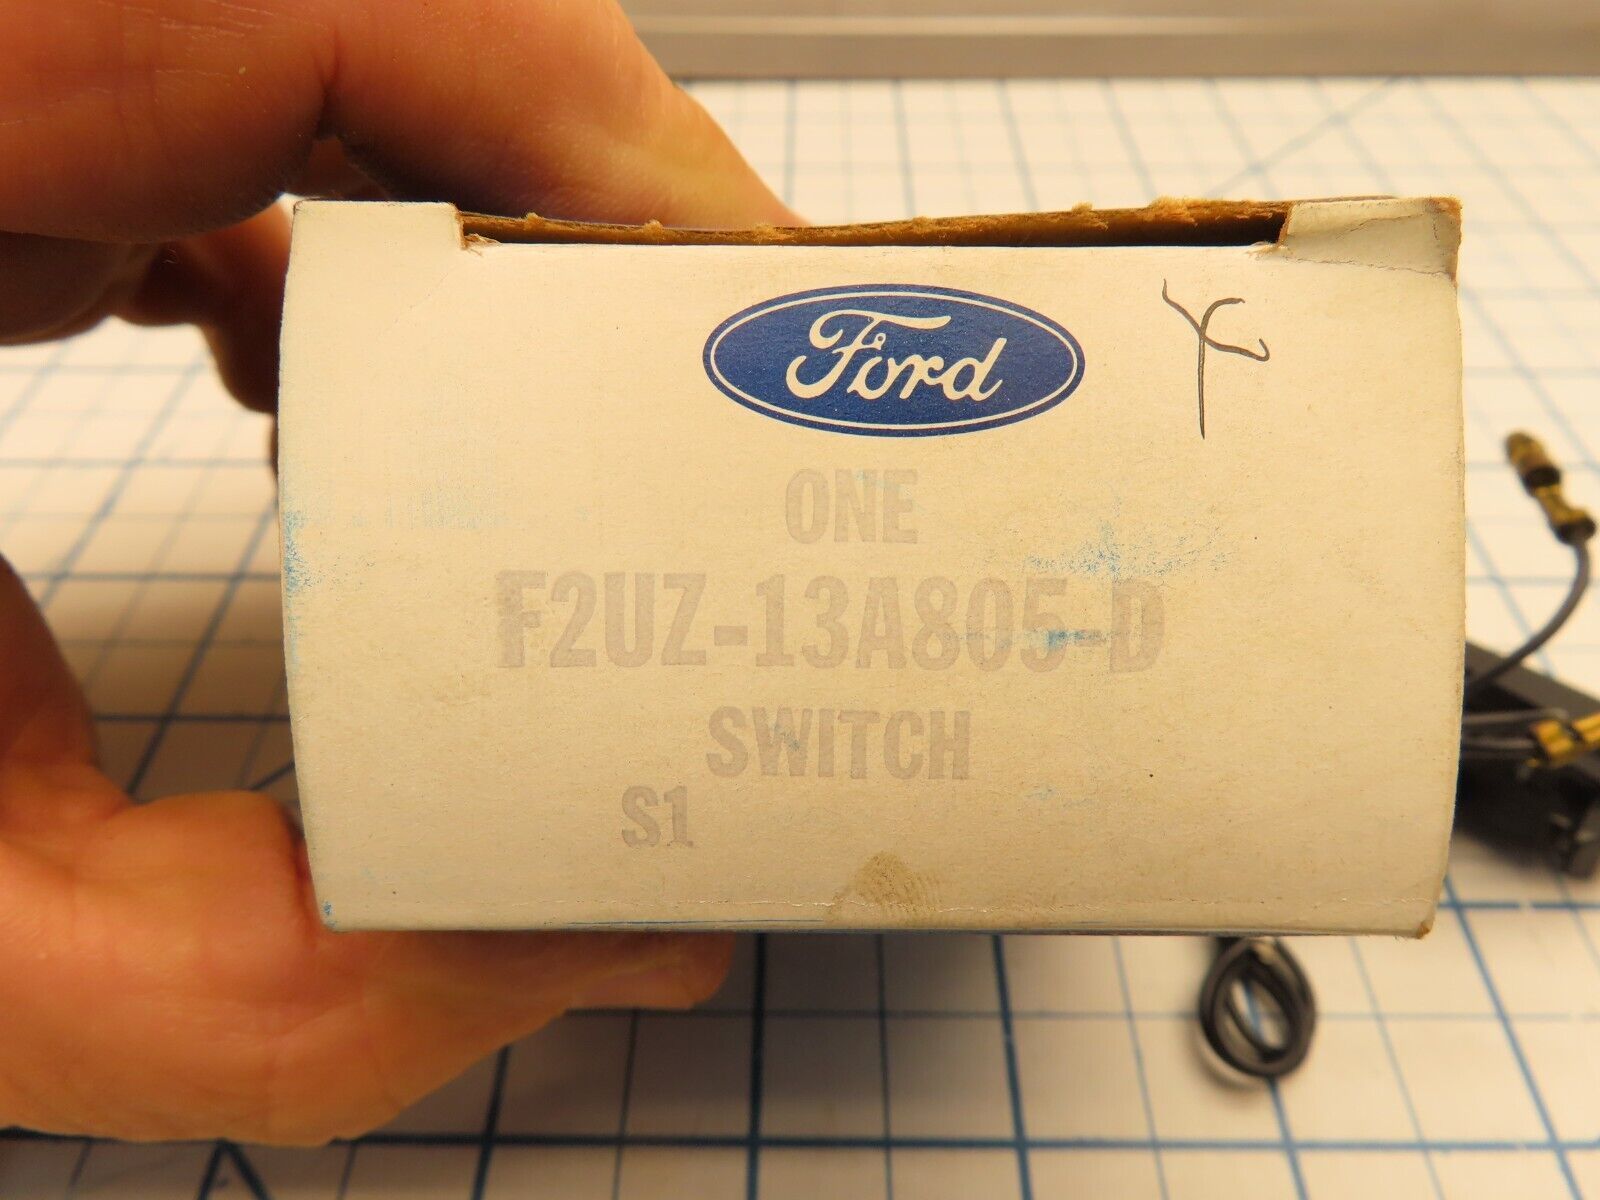 Ford
ONE
F2UZ-13A805-D
SWITCH
S1